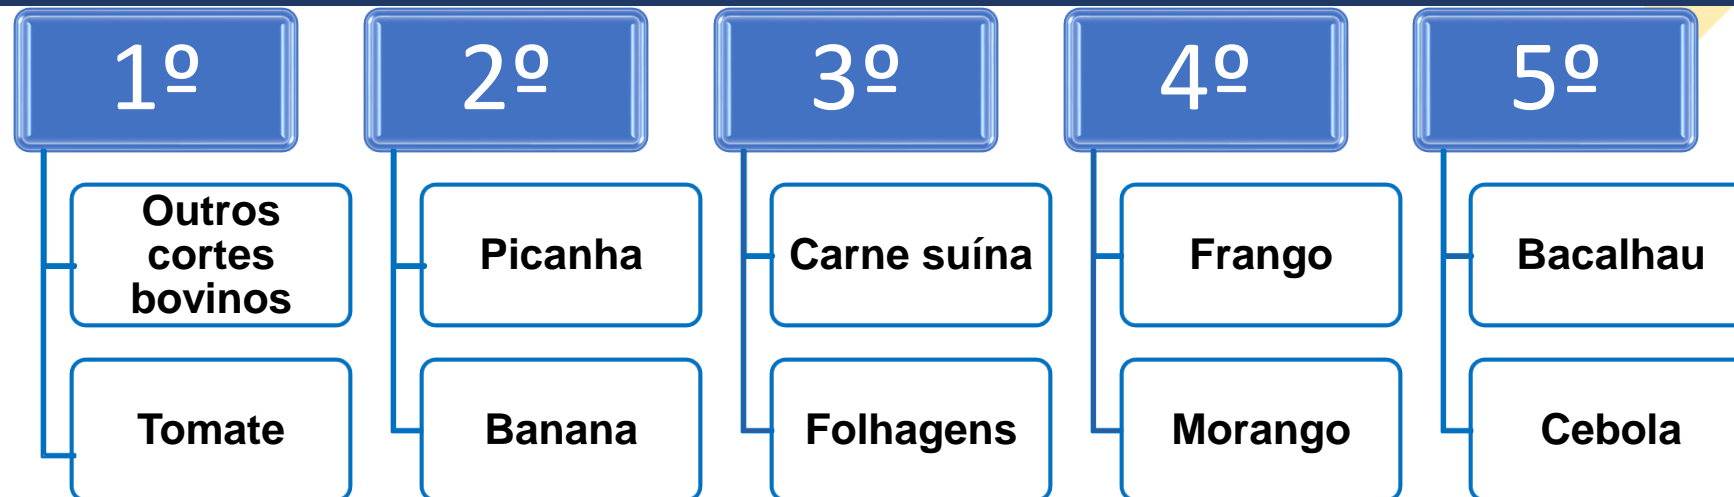 1º
2º
3º
4º
5º
Outros
cortes
bovinos
Picanha
Carne suína
Frango
Bacalhau
Tomate
Banana
Folhagens
Morango
Cebola